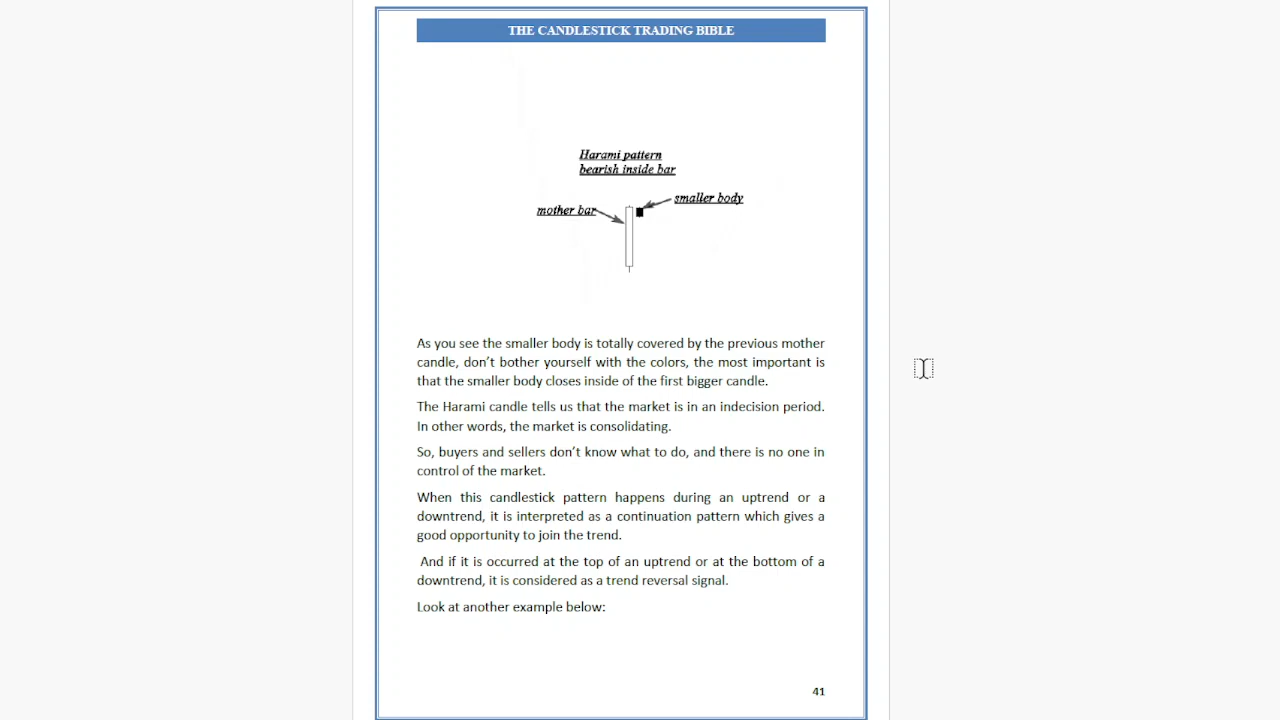 THE CANDLESTICK TRADING BIBLE
Harami pattern
bearish inside bar
smaller body
mother bar
As you see the smaller body is totally covered by the previous mother
candle, don’t bother yourself with the colors, the most important is
that the smaller body closes inside of the first bigger candle.
The Harami candle tells us that the market is in an indecision period.
In other words, the market is consolidating.
So, buyers and sellers don’t know what to do, and there is no one in
control of the market.
When this candlestick pattern happens during an uptrend or a
downtrend, it is interpreted as a continuation pattern which gives a
good opportunity to join the trend.
And if it is occurred at the top of an uptrend or at the bottom of a
downtrend, it is considered as a trend reversal signal.
Look at another example below:
41